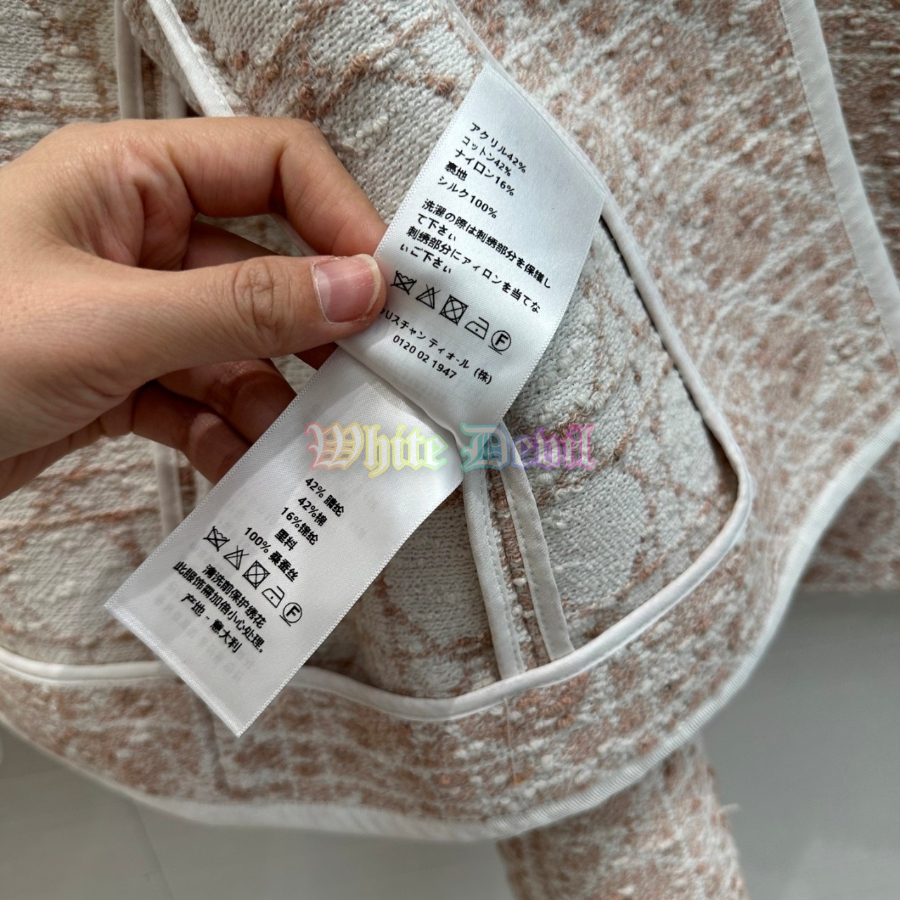 アクリル42%
コットン42%
ナイロン16%
裏地
シルク100%
洗濯の際は刺绣部分を保護し
て下さい
刺绣部分にアイロンを当てな
いご下さい
リスチャン ディオール (株)
0120 02 1947
White Devil
42% 腈纶
42%棉
16%锦纶
里料
100% 桑蚕丝
清洗前保护绣花
此服饰需加倍小心处理。
产地 - 意大利